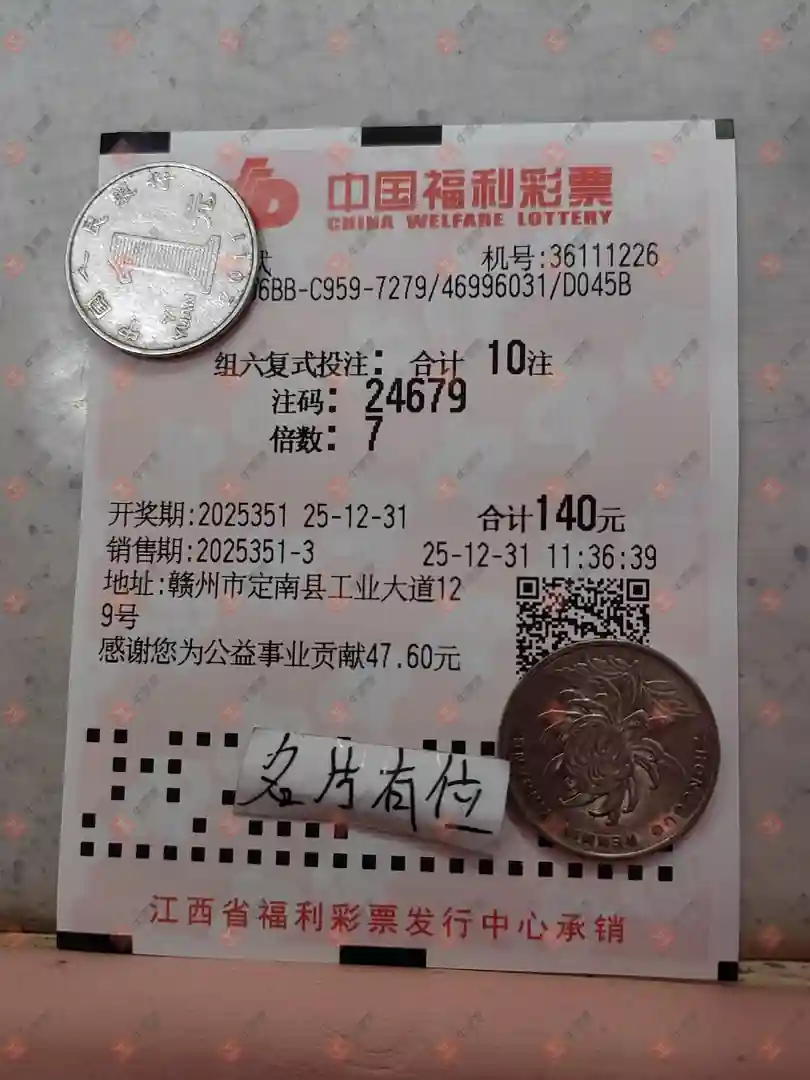 中国福利彩票
CHINA WELFARE LOTTERY
式 机号:36111226
6BB-C959-7279/46996031/D045B
组六复式投注: 合计 10注
注码: 24679
倍数: 7
开奖期:2025351 25-12-31 合计140元
销售期:2025351-3 25-12-31 11:36:39
地址:赣州市定南县工业大道12
9号
感谢您为公益事业贡献47.60元
名片有位
江西省福利彩票发行中心承销
1
元
YI YUAN